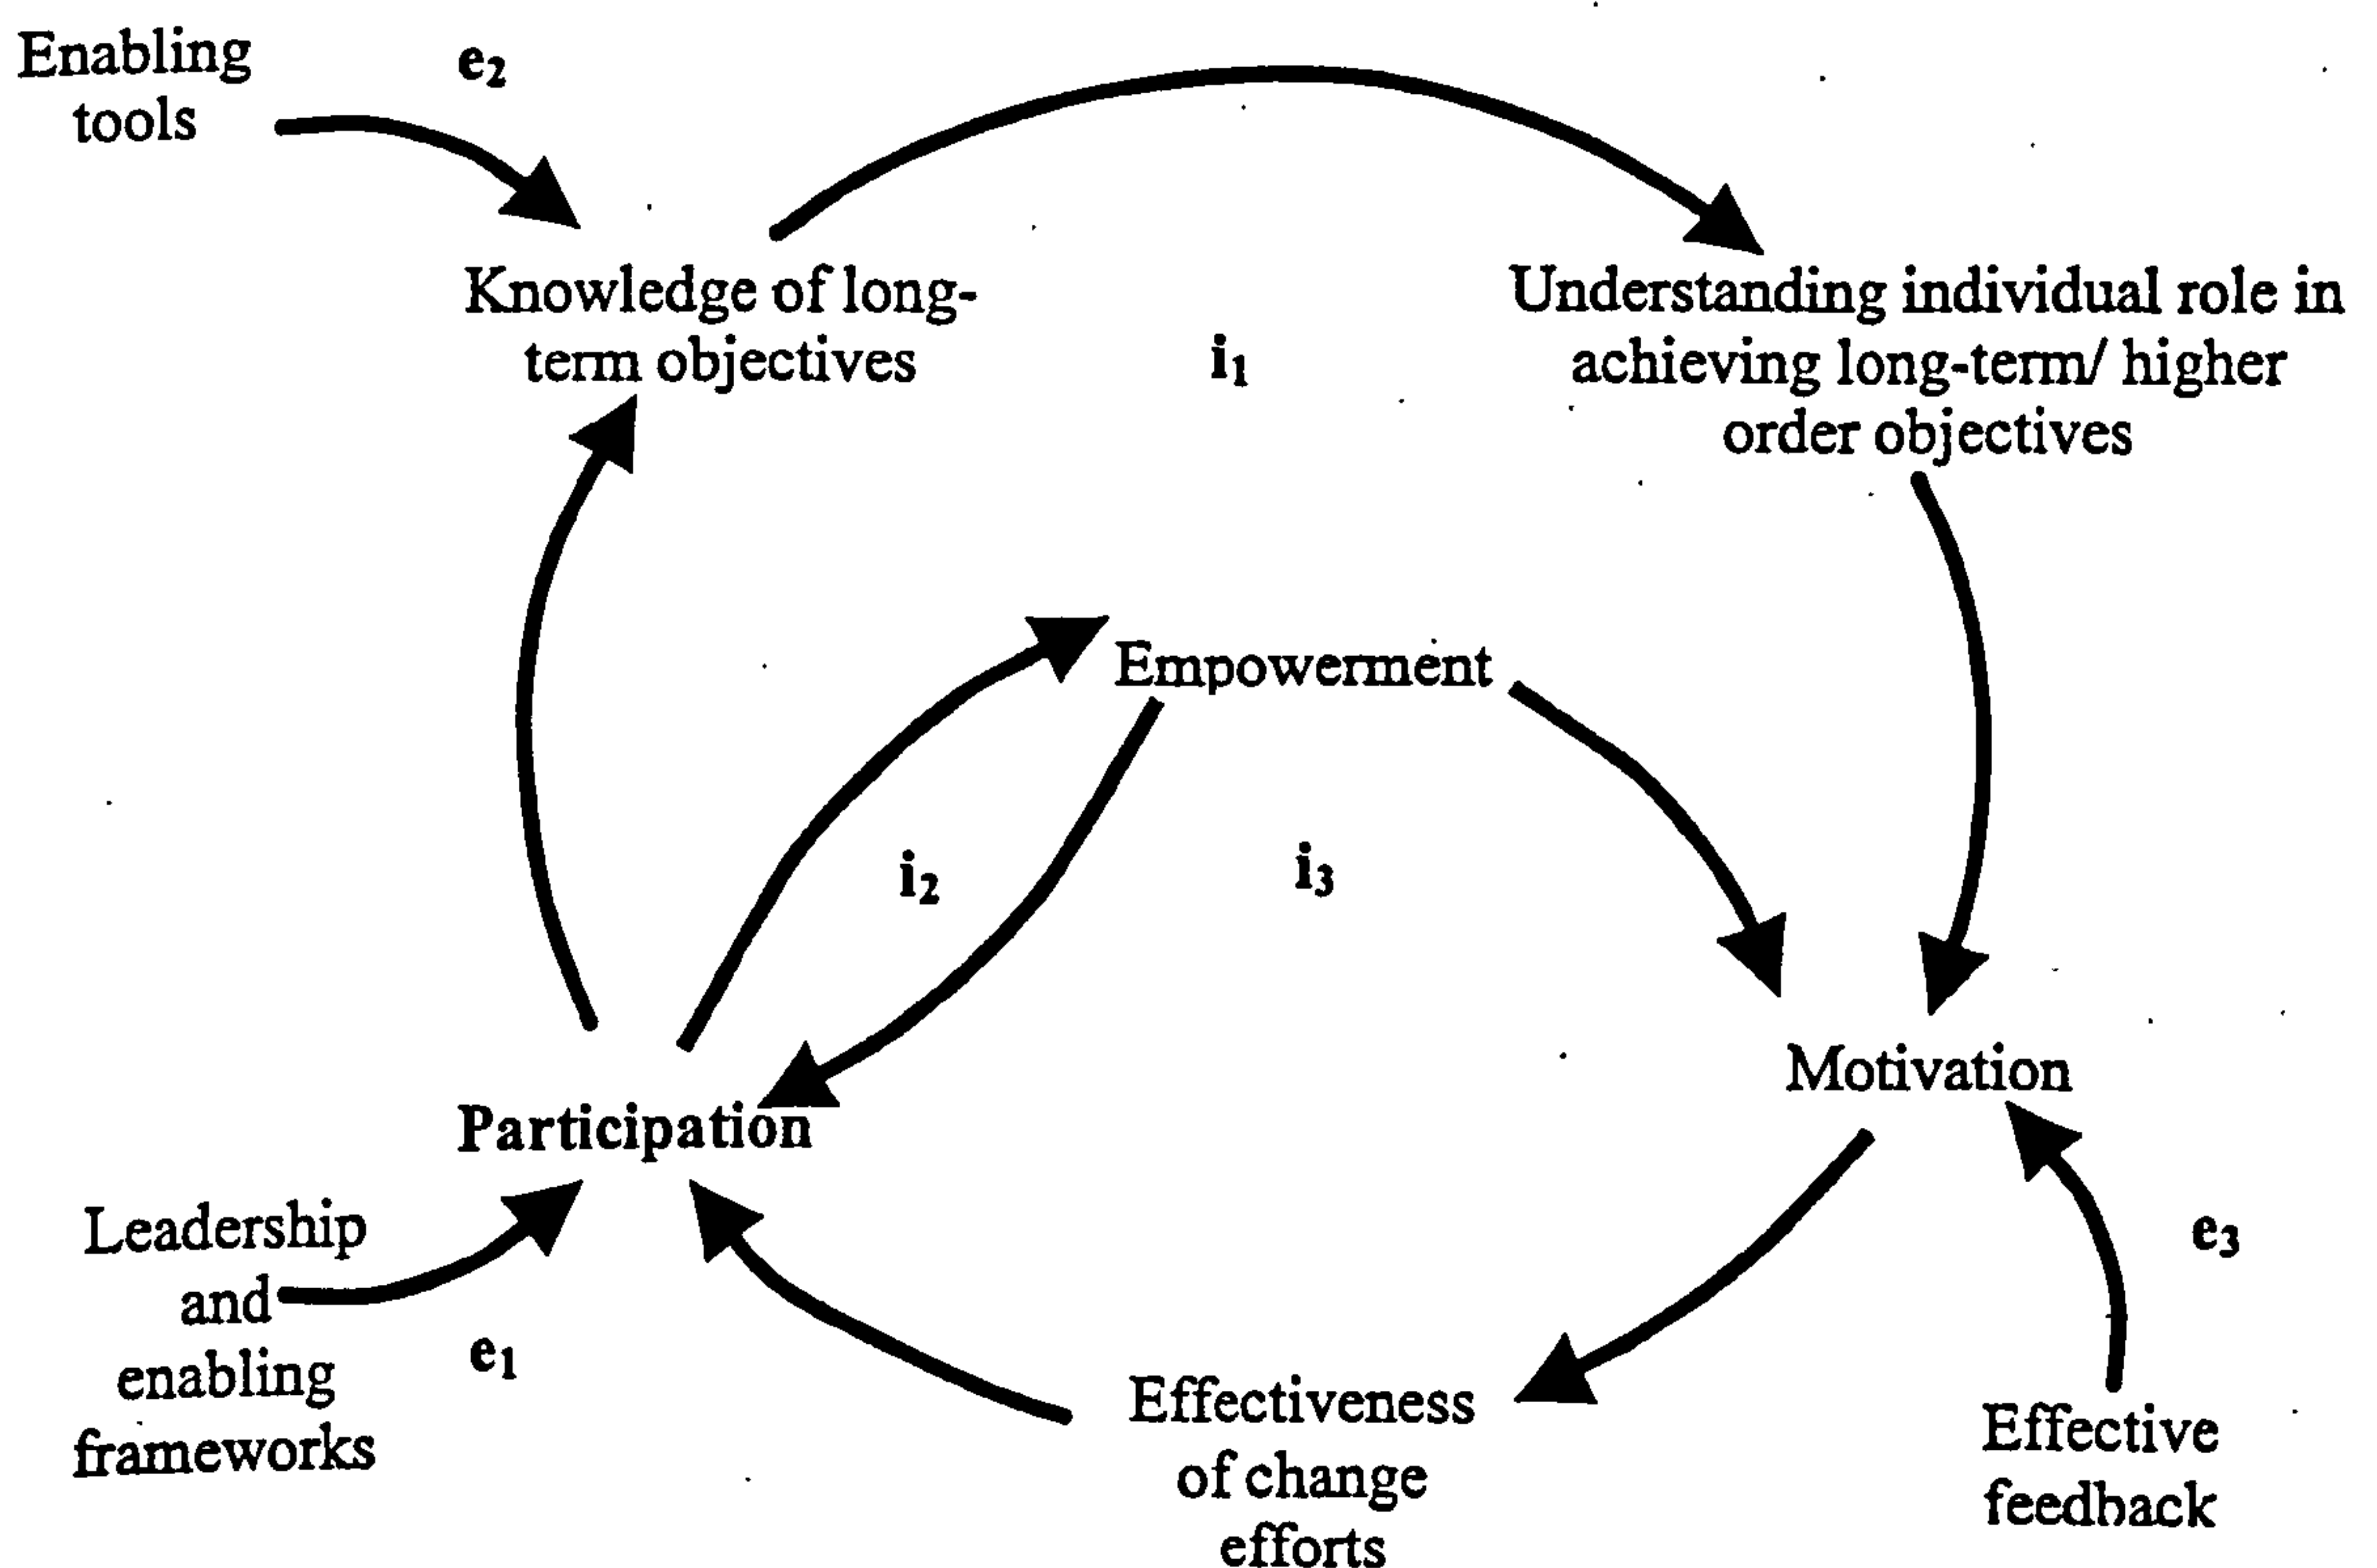 Enabling
tools
e₂
Knowledge of long-
term objectives
i₁
Understanding individual role in
achieving long-term/ higher
order objectives
Empowerment
i₂
i₃
Motivation
Participation
Leadership
and
enabling
frameworks
e₁
Effectiveness
of change
efforts
e₃
Effective
feedback